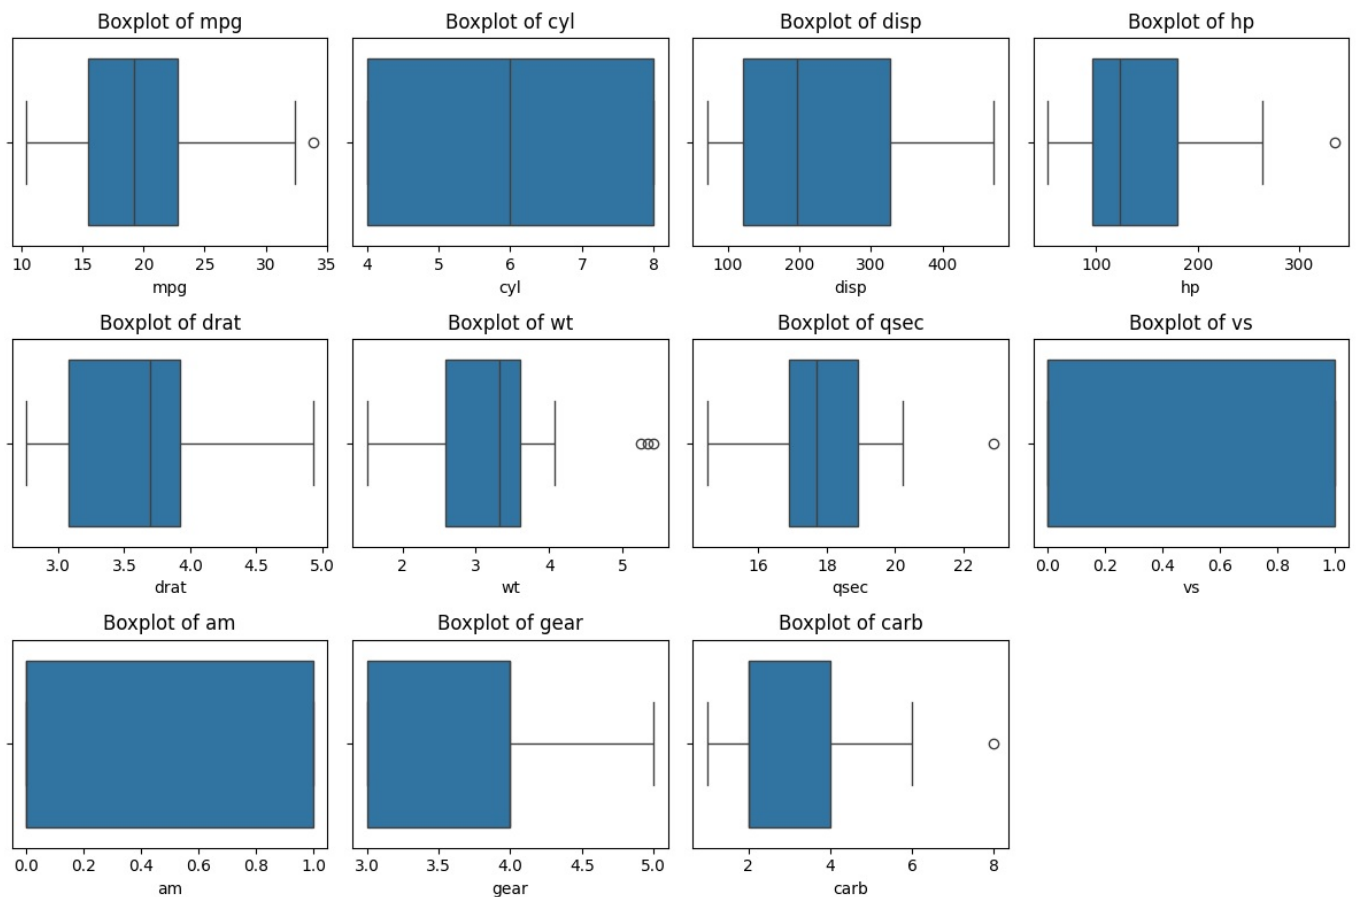 Boxplot of mpg
Boxplot of cyl
Boxplot of disp
Boxplot of hp
10 15 20 25 30 35
4 5 6 7 8
100 200 300 400
100 200 300
mpg
cyl
disp
hp
Boxplot of drat
Boxplot of wt
Boxplot of qsec
Boxplot of vs
3.0 3.5 4.0 4.5 5.0
2 3 4 5
16 18 20 22
0.0 0.2 0.4 0.6 0.8 1.0
drat
wt
qsec
vs
Boxplot of am
Boxplot of gear
Boxplot of carb
0.0 0.2 0.4 0.6 0.8 1.0
3.0 3.5 4.0 4.5 5.0
2 4 6 8
am
gear
carb